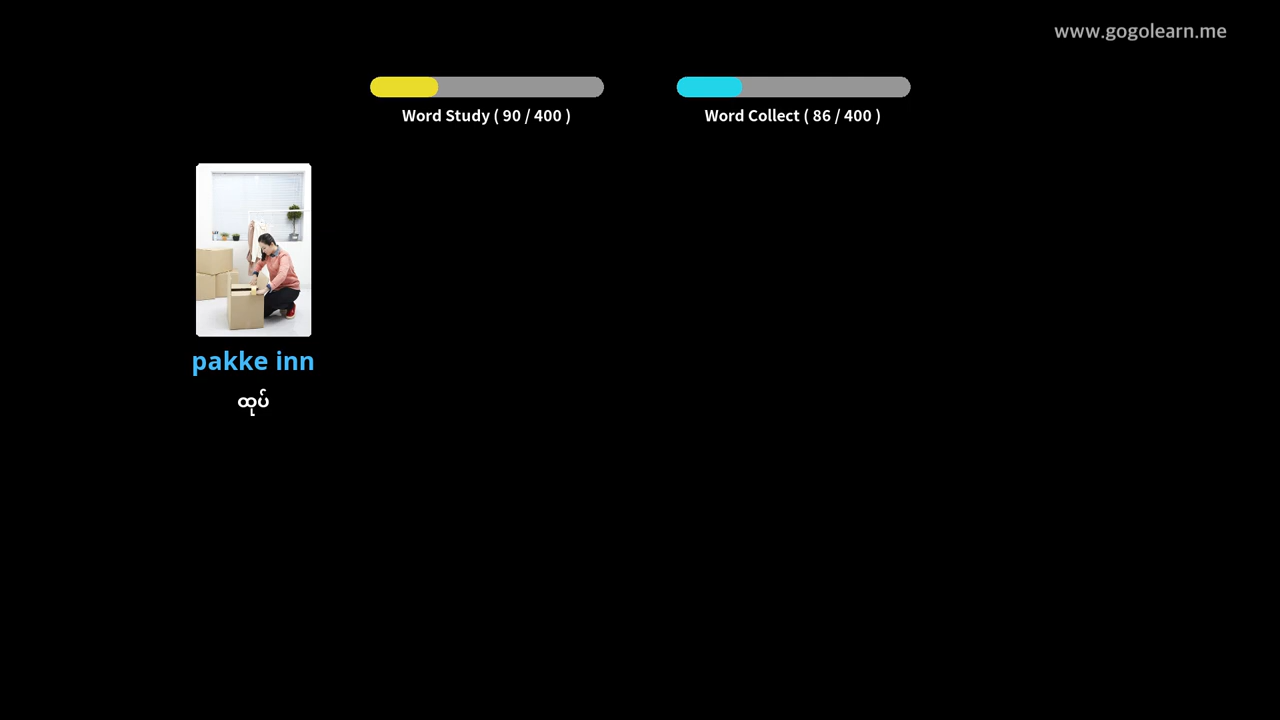 www.gogolearn.me
Word Study ( 90 / 400 )
Word Collect ( 86 / 400 )
pakke inn
ထုပ်